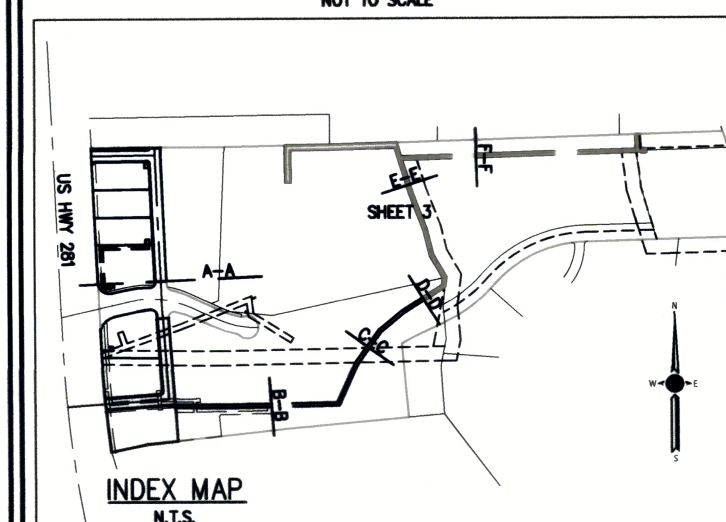 NOT TO SCALE
F-F
E-E
SHEET 3
US HWY 281
A-A
D-D
C-C
B-B
N
W
E
S
INDEX MAP
N.T.S.